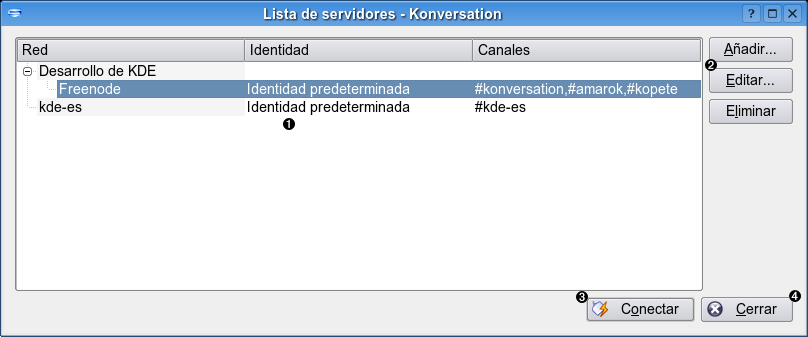 Lista de servidores - Konversation
Red Identidad Canales
Desarrollo de KDE
Freenode Identidad predeterminada #konversation,#amarok,#kopete
kde-es Identidad predeterminada #kde-es
1
Añadir...
2
Editar...
Eliminar
3 Conectar
4 Cerrar